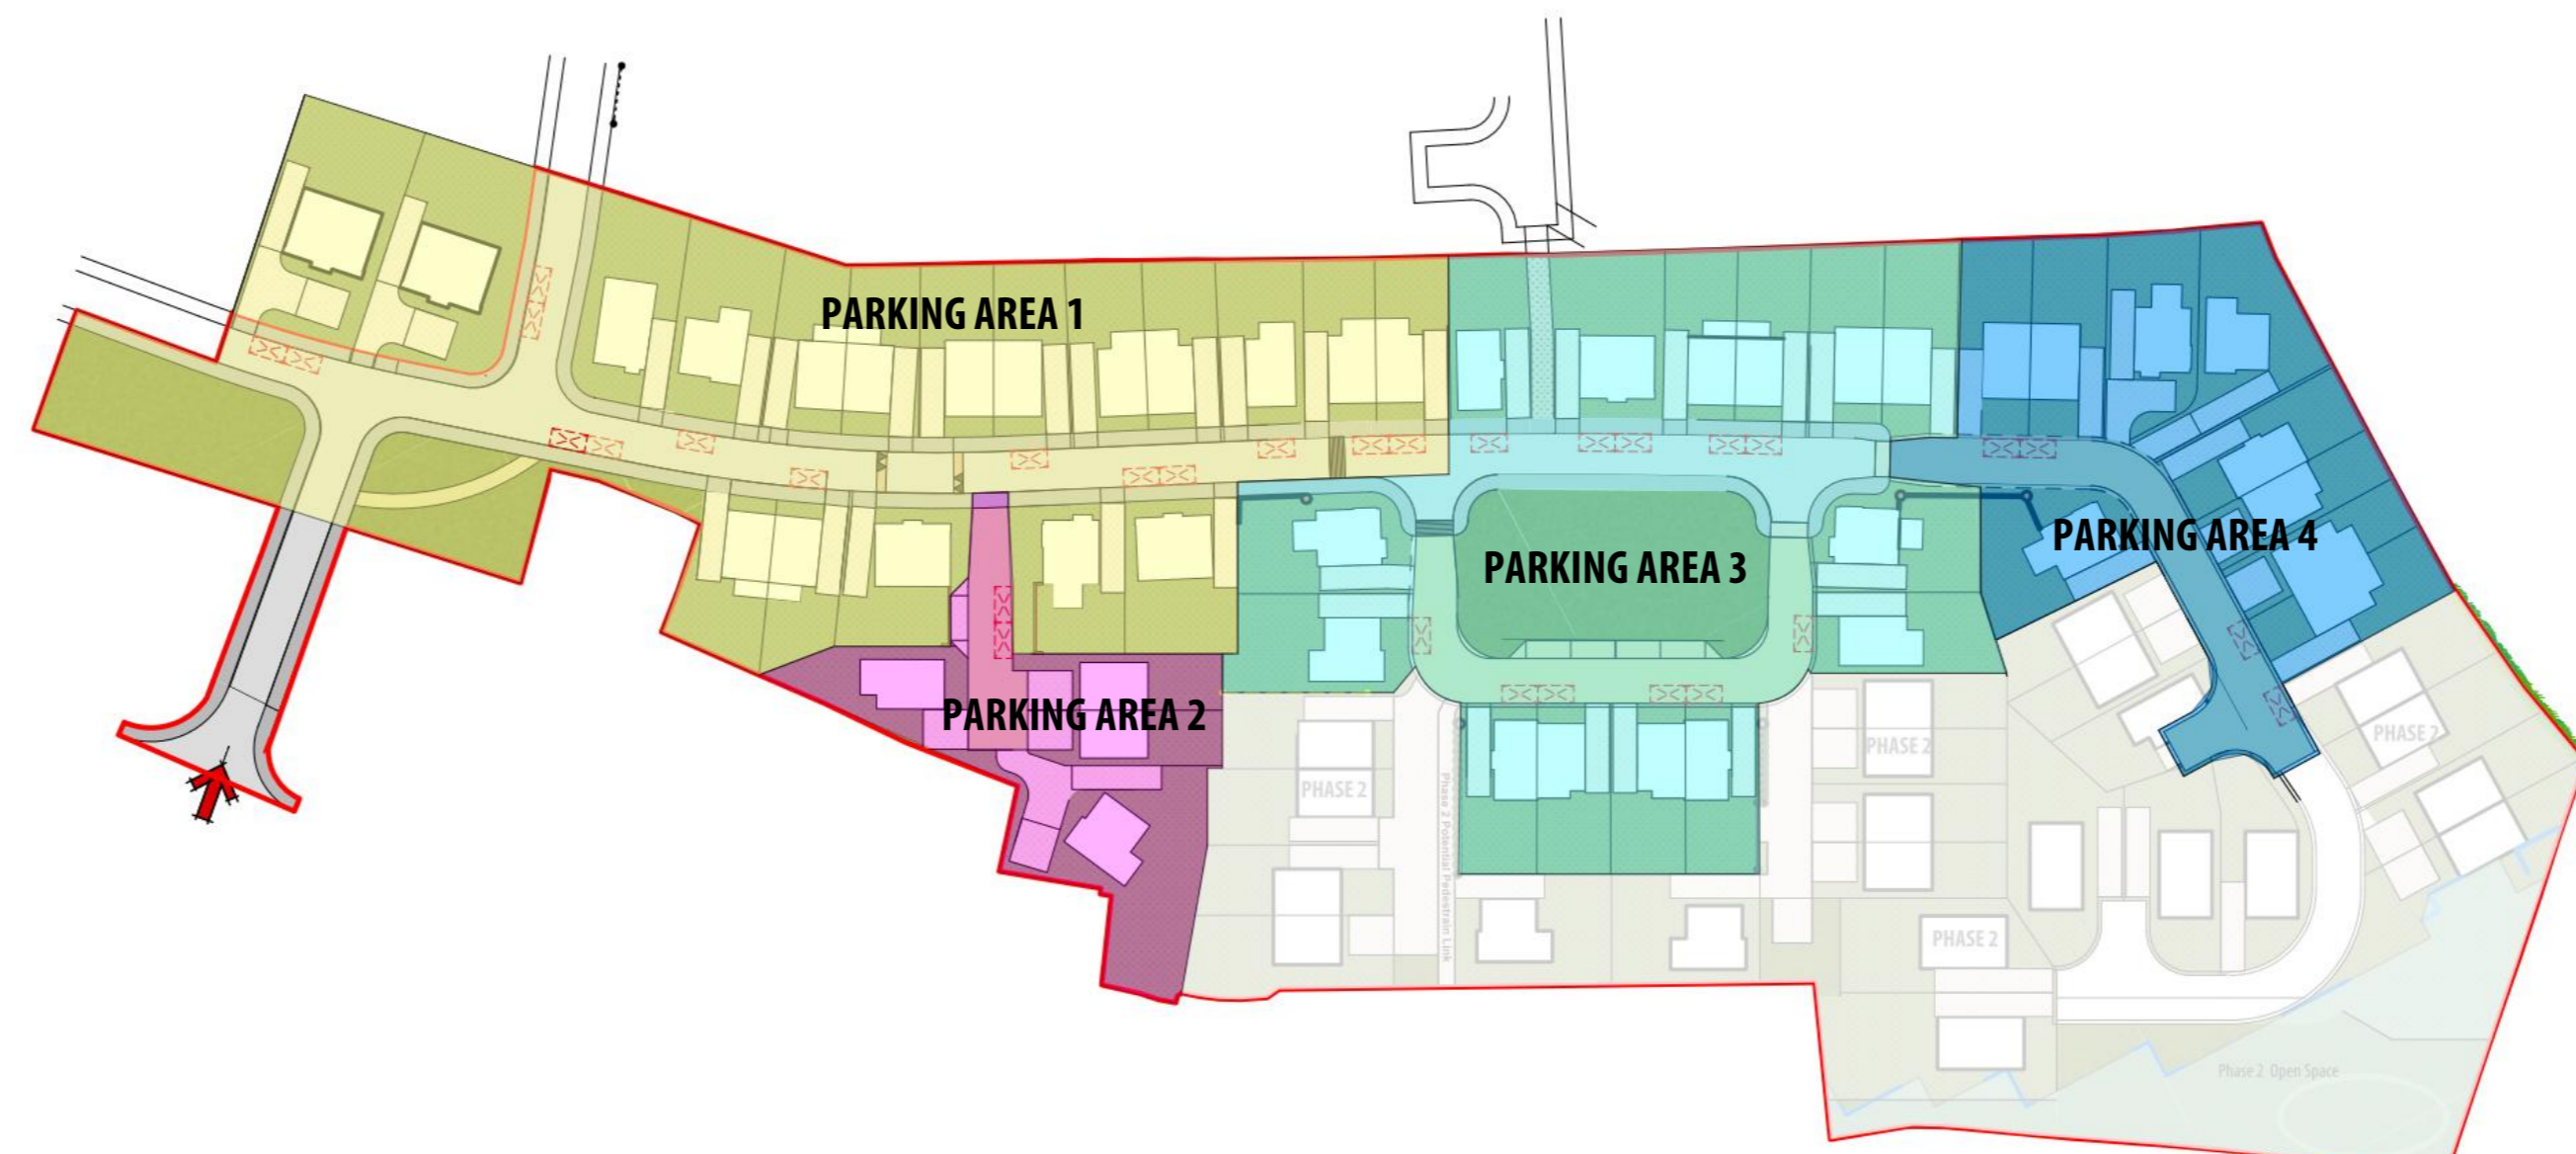 PARKING AREA 1
PARKING AREA 4
PARKING AREA 3
PARKING AREA 2
PHASE 2
PHASE 2
PHASE 2
Phase 2 Potential Pedestrain Link
PHASE 2
Phase 2 Open Space